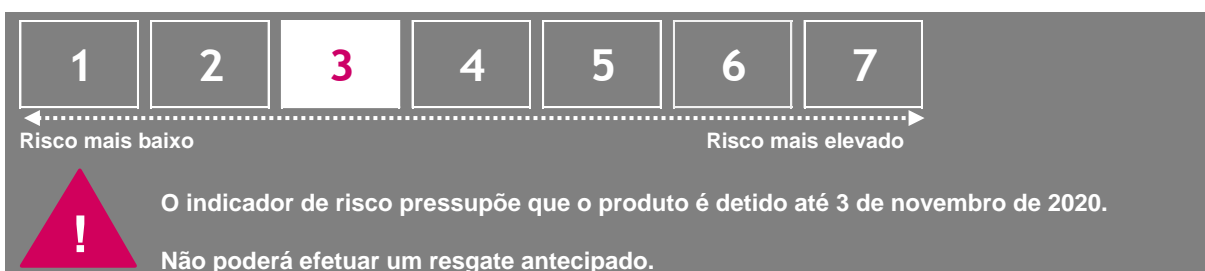 1 2 3 4 5 6 7
Risco mais baixo Risco mais elevado
! O indicador de risco pressupõe que o produto é detido até 3 de novembro de 2020.
Não poderá efetuar um resgate antecipado.